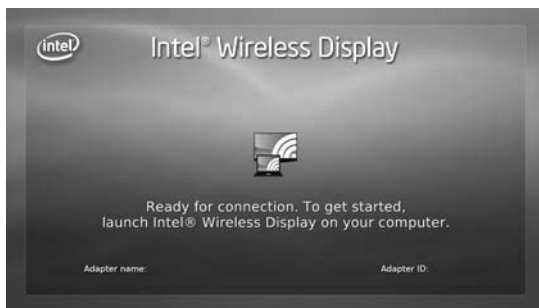 intel
Intel® Wireless Display
Ready for connection. To get started,
launch Intel® Wireless Display on your computer.
Adapter name:
Adapter ID: